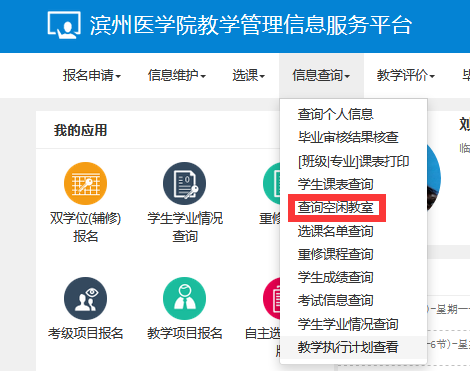 滨州医学院教学管理信息服务平台
报名申请 信息维护 选课 信息查询 教学评价
我的应用
双学位(辅修)
报名
学生学业情况
查询
重修
考级项目报名
教学项目报名
自主选
查询个人信息
毕业审核结果核查
[班级|专业]课表打印
学生课表查询
查询空闲教室
选课名单查询
重修课程查询
学生成绩查询
考试信息查询
学生学业情况查询
教学执行计划查看
刘
临
)-星期一
-6节)-星